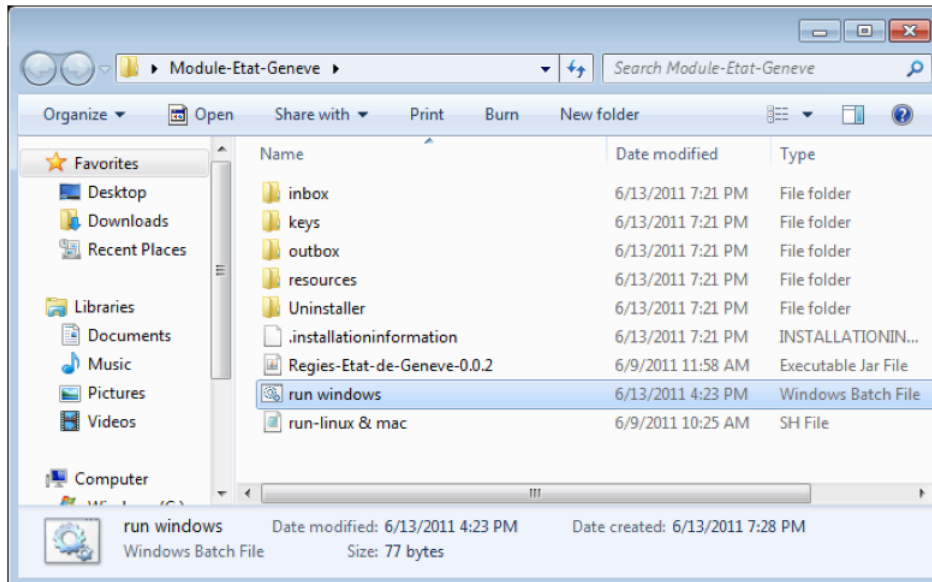 Module-Etat-Geneve
Search Module-Etat-Geneve
Organize Open Share with Print Burn New folder
Name Date modified Type
Favorites
Desktop
Downloads
Recent Places
Libraries
Documents
Music
Pictures
Videos
Computer
inbox 6/13/2011 7:21 PM File folder
keys 6/13/2011 7:21 PM File folder
outbox 6/13/2011 7:21 PM File folder
resources 6/13/2011 7:21 PM File folder
Uninstaller 6/13/2011 7:21 PM File folder
.installationinformation 6/13/2011 7:21 PM INSTALLATIONIN...
Regies-Etat-de-Geneve-0.0.2 6/9/2011 11:58 AM Executable Jar File
run windows 6/13/2011 4:23 PM Windows Batch File
run-linux & mac 6/9/2011 10:25 AM SH File
run windows Date modified: 6/13/2011 4:23 PM Date created: 6/13/2011 7:28 PM
Windows Batch File Size: 77 bytes